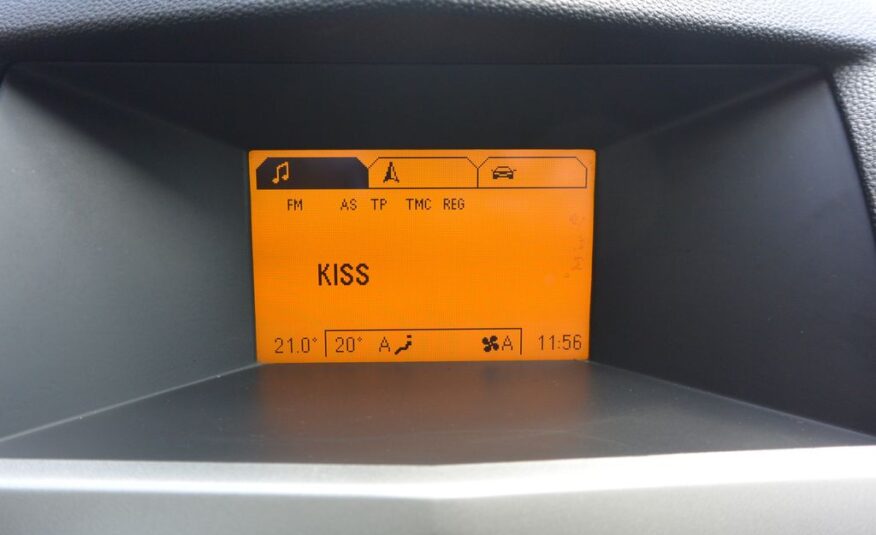 FM AS TP TMC REG
KISS
21.0° 20° A A 11:56